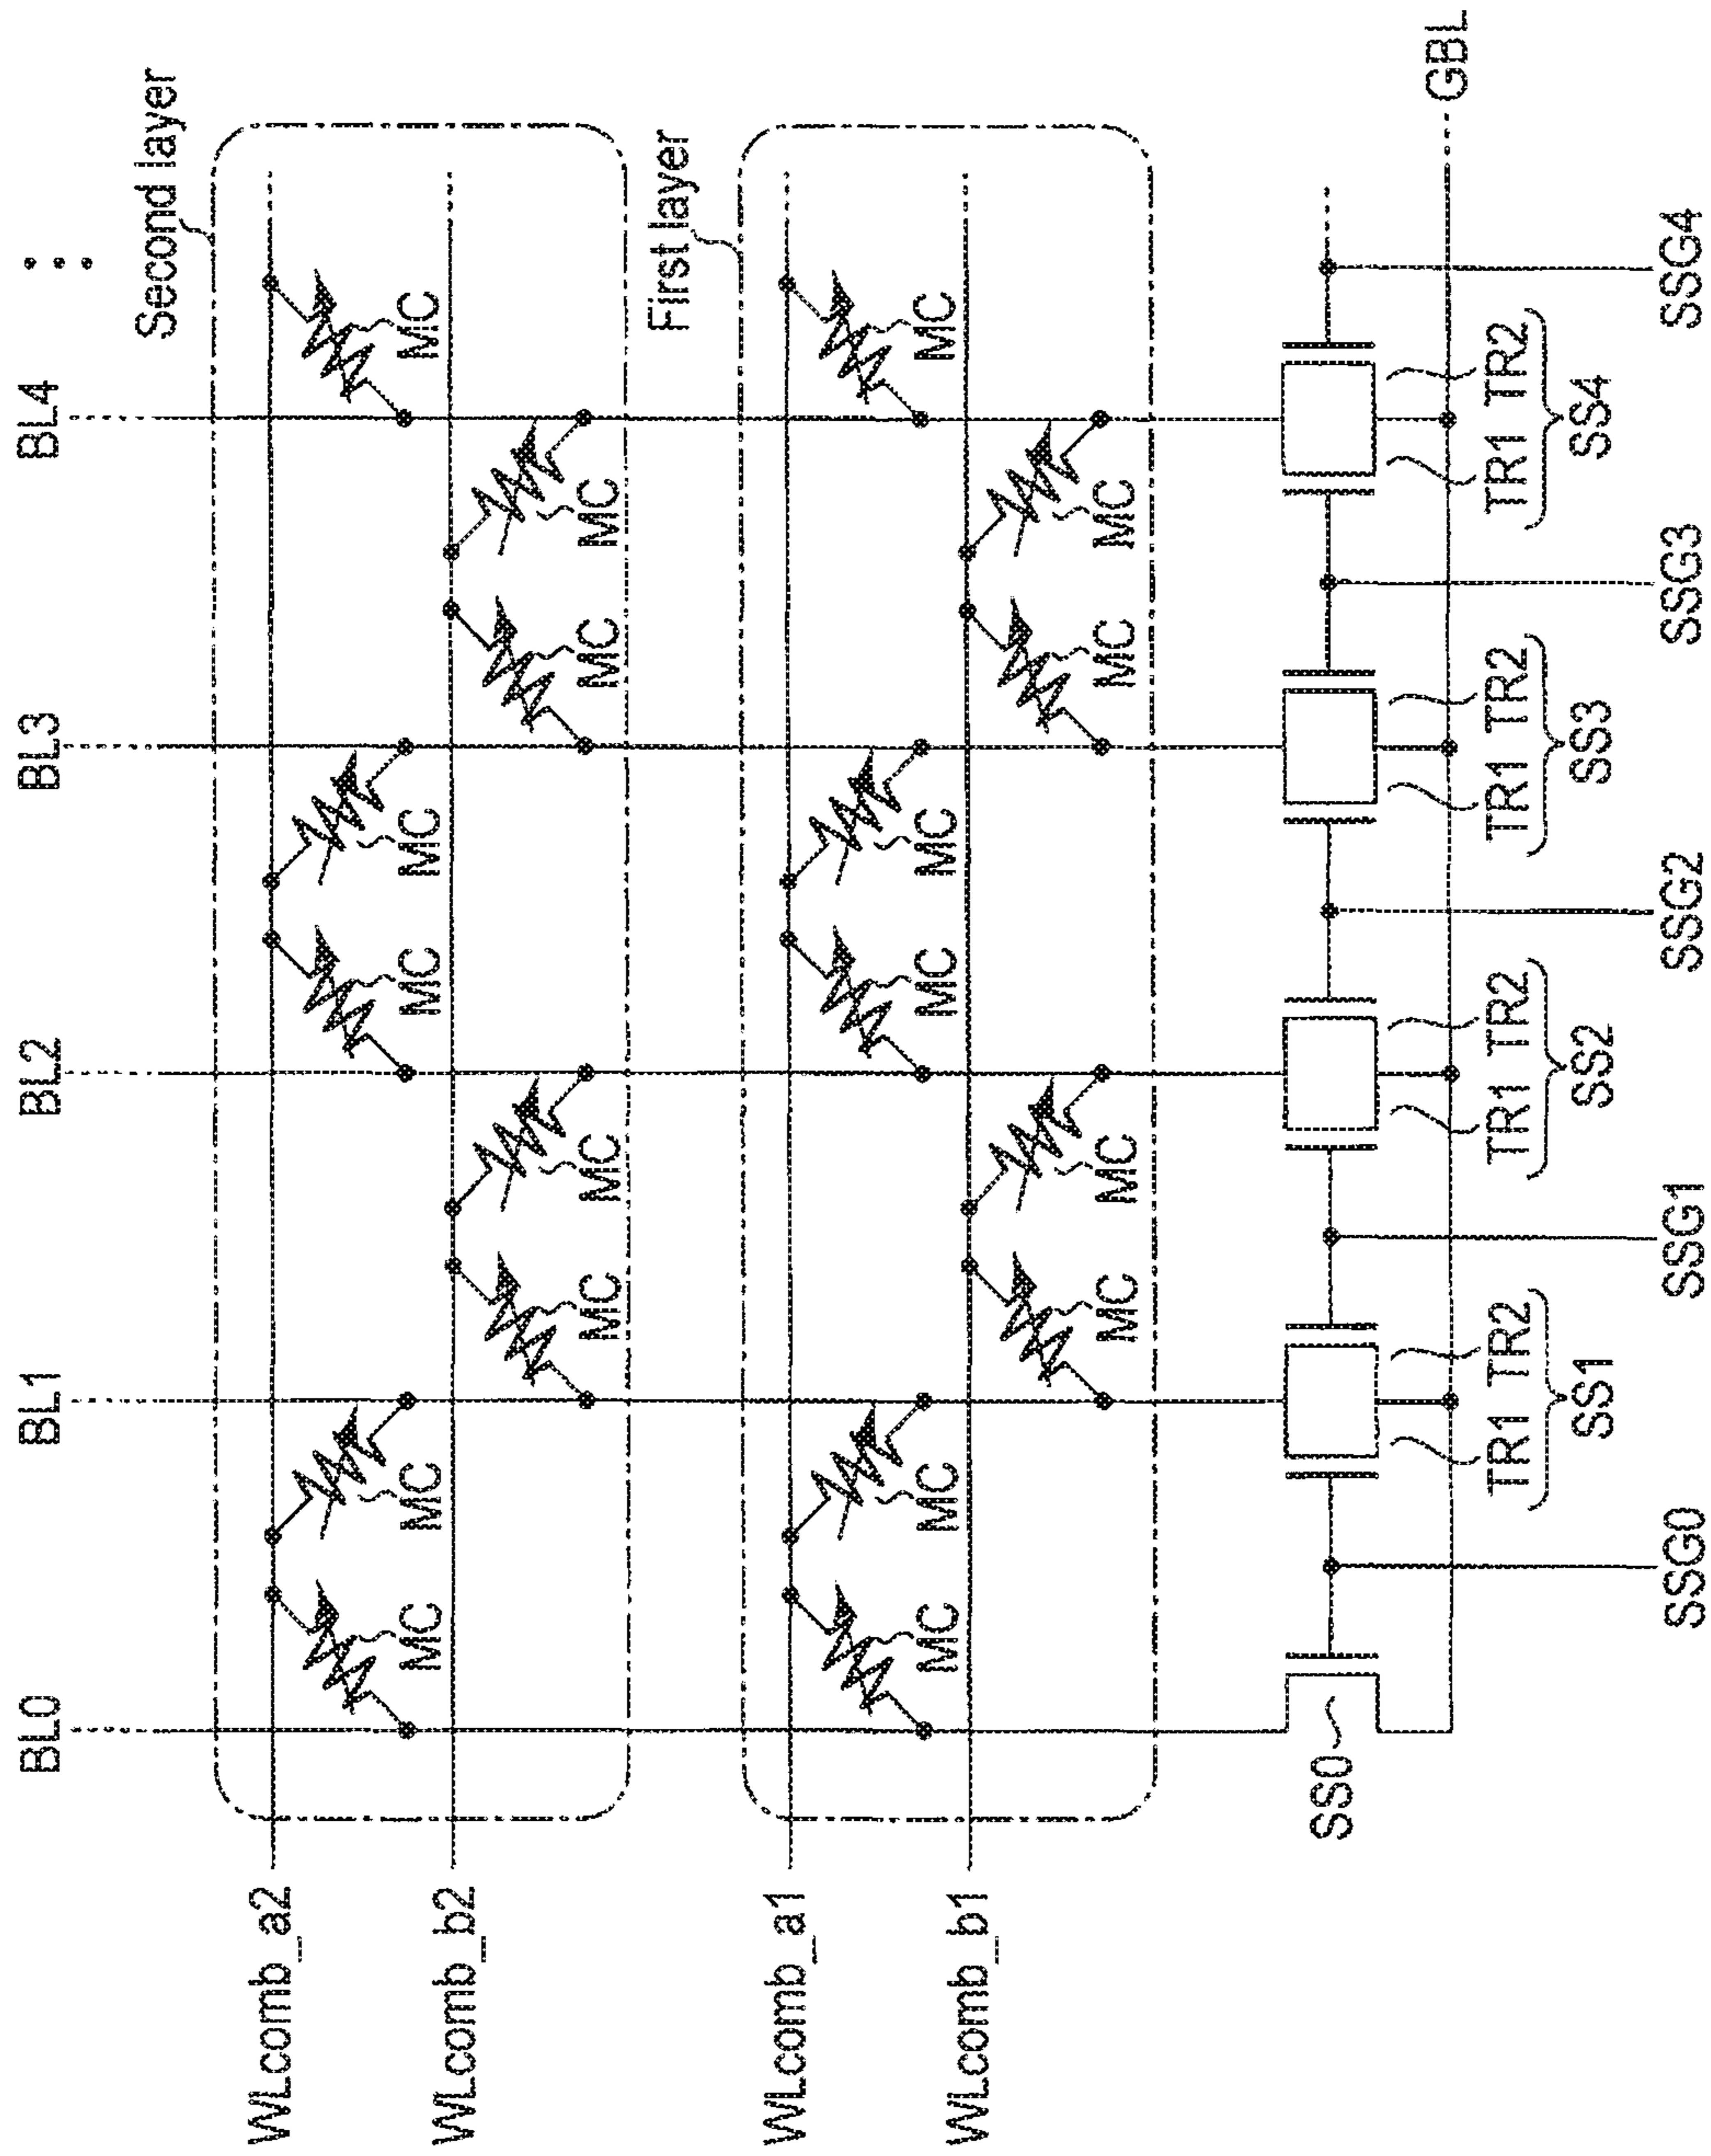 BL0 BL1 BL2 BL3 BL4 ...
Second layer
WLcomb_a2
MC MC MC MC MC
WLcomb_b2
MC MC MC MC
First layer
WLcomb_a1
MC MC MC MC MC
WLcomb_b1
MC MC MC MC
SS0
GBL
TR1 TR2 TR1 TR2 TR1 TR2 TR1 TR2
SS1 SS2 SS3 SS4
SSG0 SSG1 SSG2 SSG3 SSG4